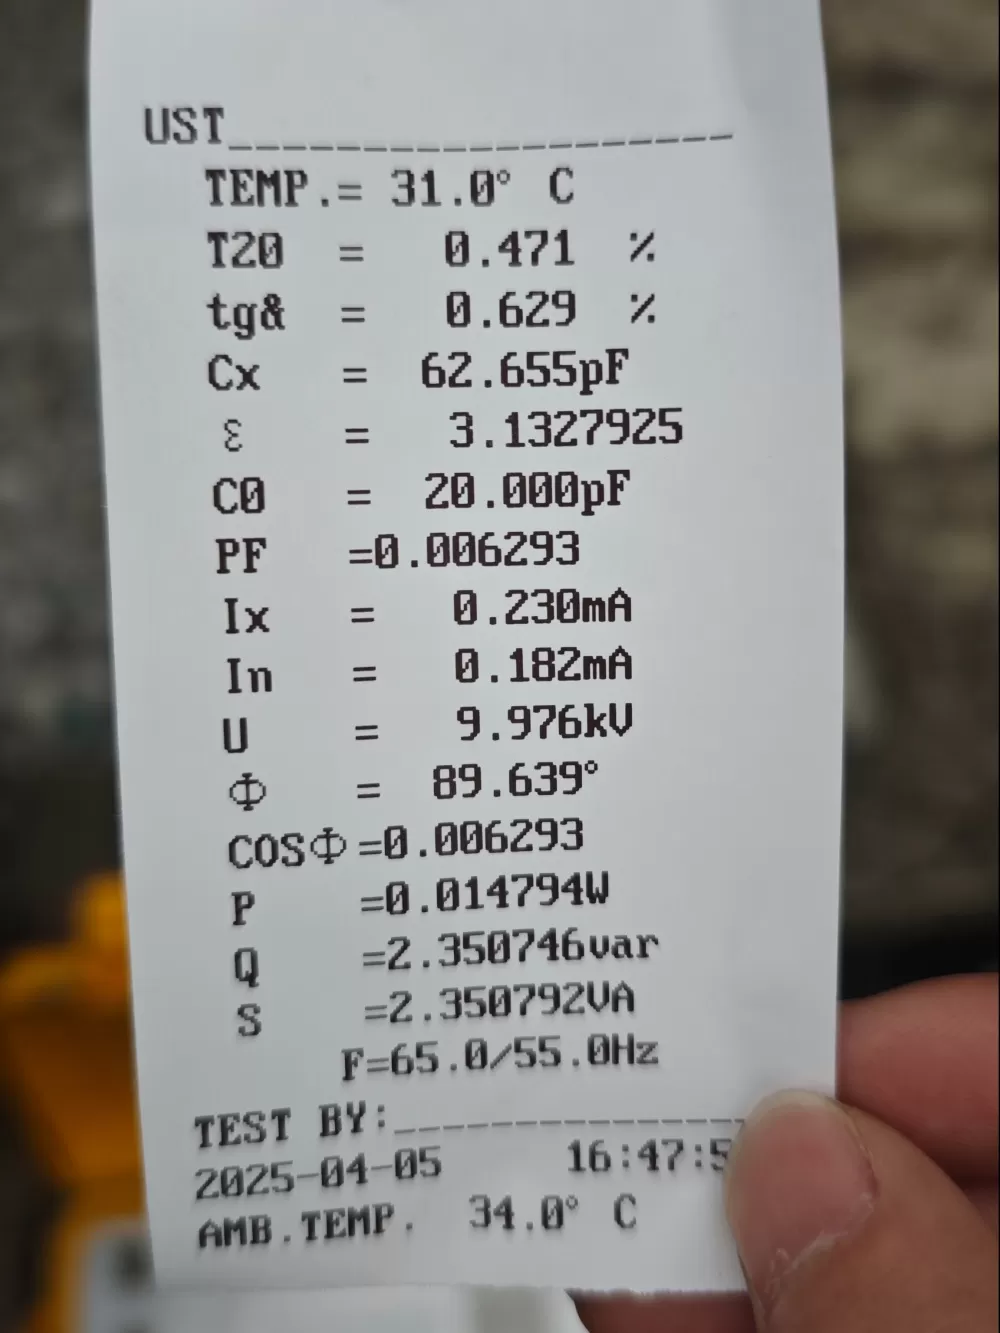 UST____________________
TEMP.= 31.0° C
T20 = 0.471 %
tg& = 0.629 %
Cx = 62.655pF
ε = 3.1327925
C0 = 20.000pF
PF =0.006293
Ix = 0.230mA
In = 0.182mA
U = 9.976kV
Φ = 89.639°
COSΦ=0.006293
P =0.014794W
Q =2.350746var
S =2.350792VA
F=65.0/55.0Hz
TEST BY:______________
2025-04-05 16:47:5
AMB.TEMP. 34.0° C